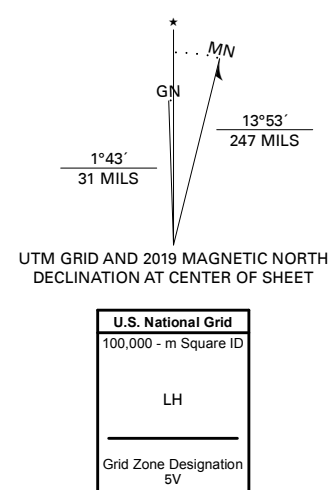 ★
MN
GN
13°53´
247 MILS
1°43´
31 MILS
UTM GRID AND 2019 MAGNETIC NORTH
DECLINATION AT CENTER OF SHEET
U.S. National Grid
100,000 - m Square ID
LH
Grid Zone Designation
5V